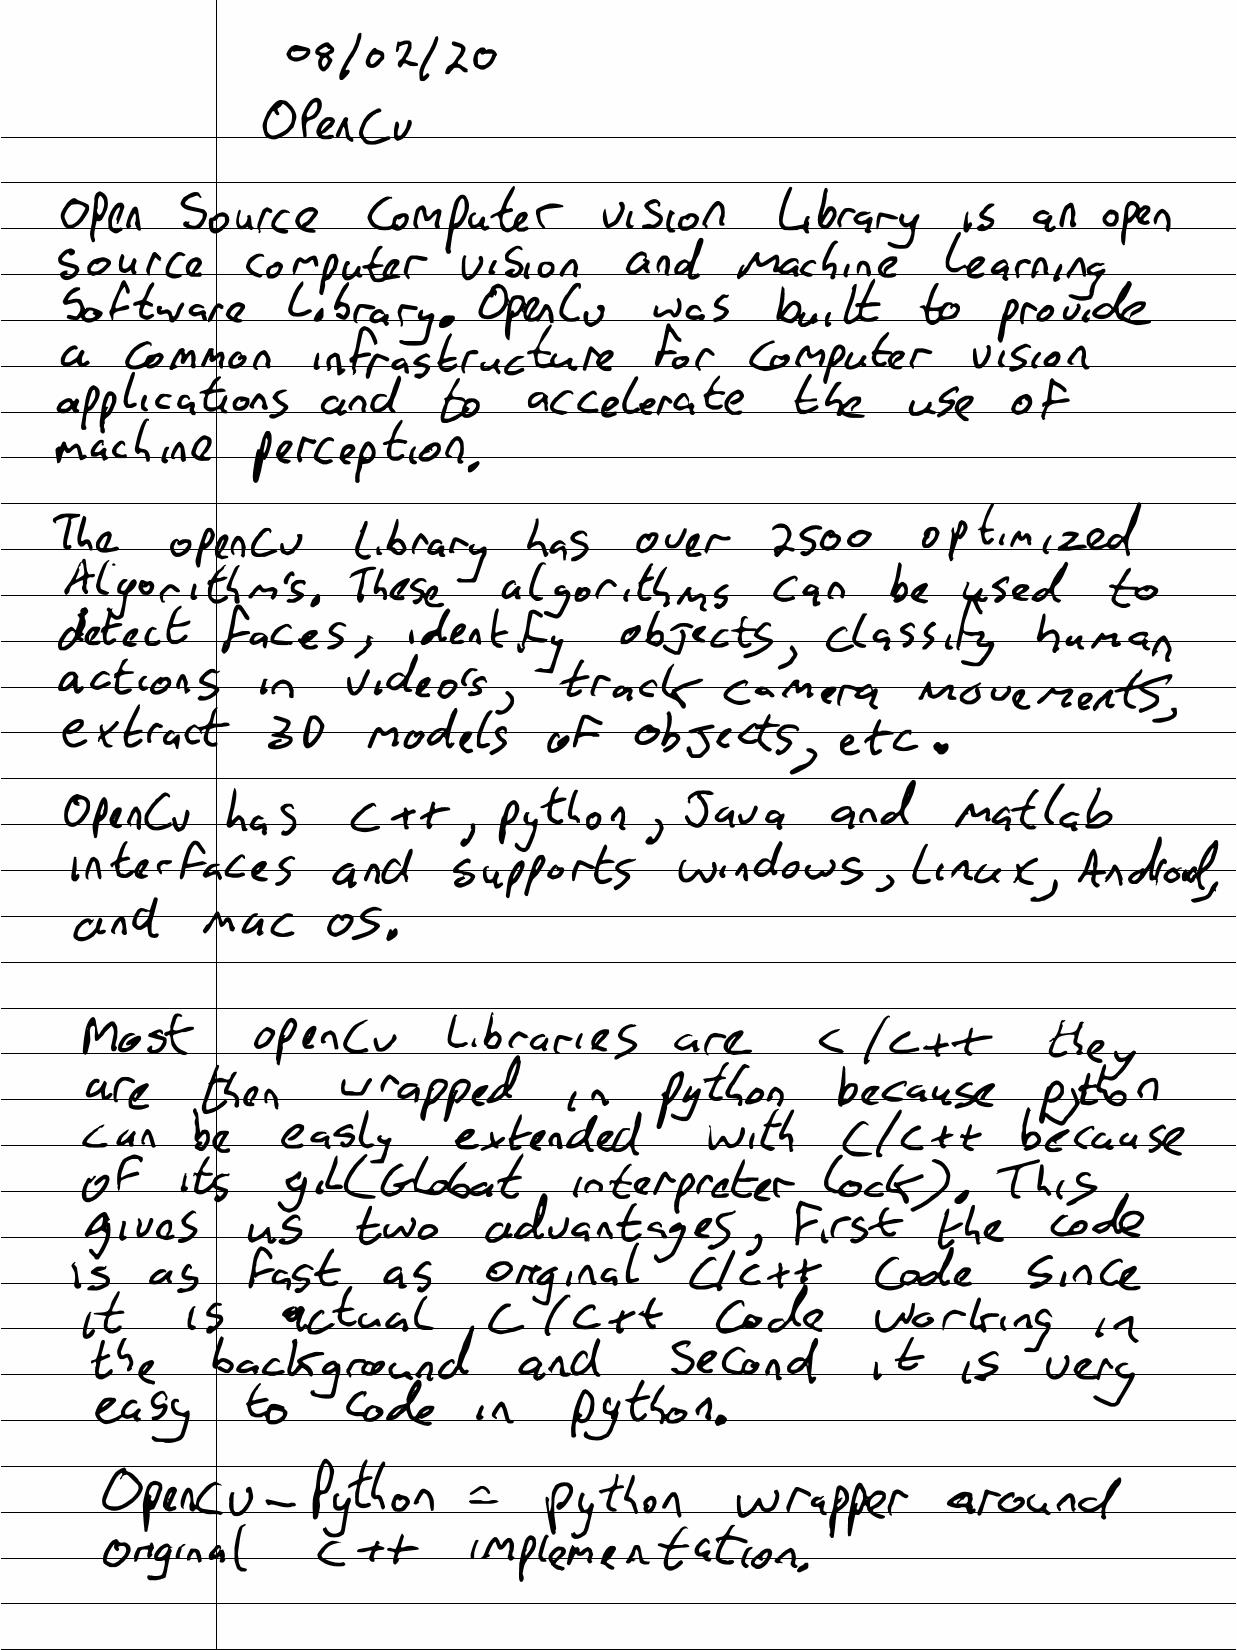 08/02/20
OpenCv
Open Source Computer vision Library is an open
source computer vision and machine learning
software Library. OpenCv was built to provide
a common infrastructure for computer vision
applications and to accelerate the use of
machine perception.
The openCv Library has over 2500 optimized
Algorithm's. These algorithms can be used to
detect faces, identify objects, classify human
actions in video's, track camera movements,
extract 3D models of objects, etc.
OpenCv has C++, python, Java and matlab
interfaces and supports windows, Linux, Android,
and mac OS.
Most openCv Libraries are C/C++ they
are then wrapped in python because python
can be easly extended with C/C++ because
of its gil(Global interpreter lock). This
gives us two advantages, First the code
is as fast as orginal C/C++ code since
it is actual C/C++ code working in
the background and second it is very
easy to code in python.
OpenCv-Python = python wrapper around
orginal C++ implementation.